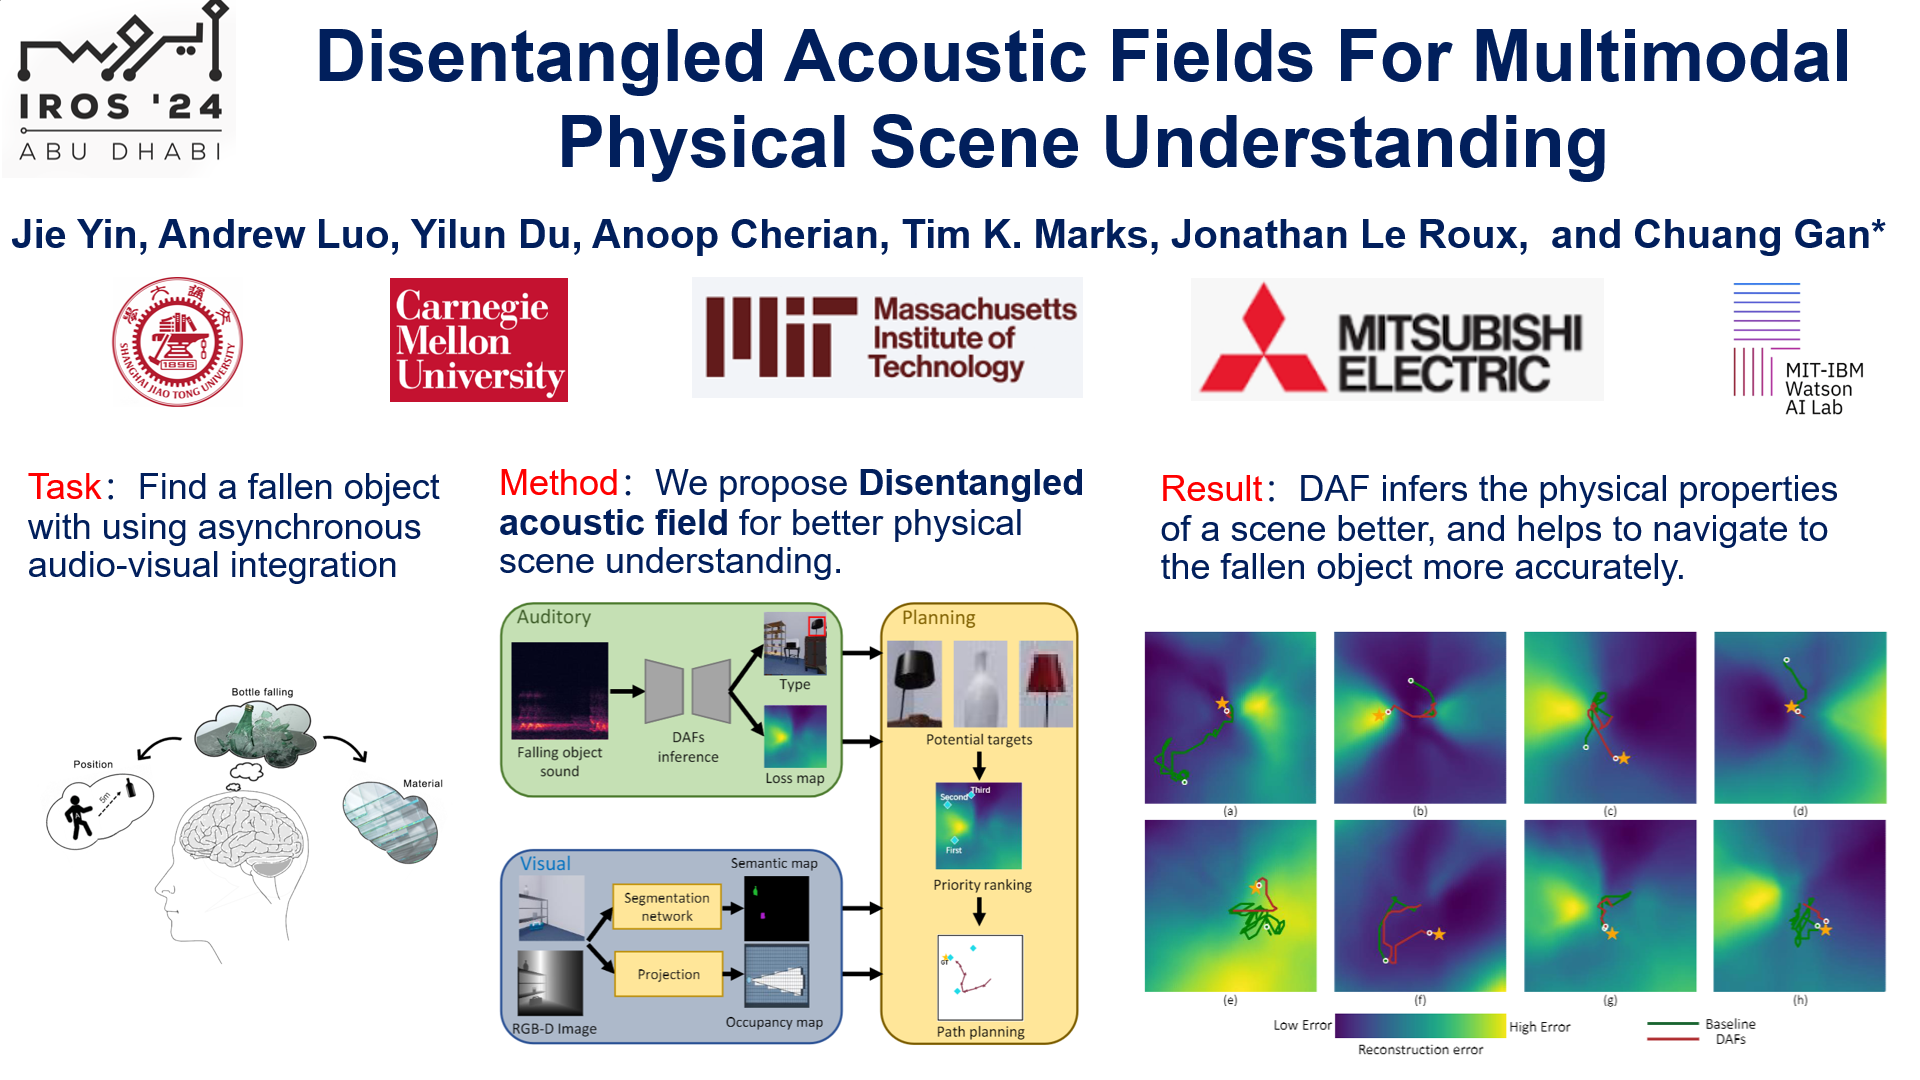 ايروس
IROS '24
ABU DHABI
Disentangled Acoustic Fields For Multimodal
Physical Scene Understanding
Jie Yin, Andrew Luo, Yilun Du, Anoop Cherian, Tim K. Marks, Jonathan Le Roux,  and Chuang Gan*
SHANGHAI JIAO TONG UNIVERSITY
1896
Carnegie
Mellon
University
Massachusetts
Institute of
Technology
MITSUBISHI
ELECTRIC
MIT-IBM
Watson
AI Lab
Task： Find a fallen object
with using asynchronous
audio-visual integration
Bottle falling
Position
5m
Material
Method： We propose Disentangled
acoustic field for better physical
scene understanding.
Auditory
Falling object
sound
DAFs
inference
Type
Loss map
Visual
RGB-D Image
Segmentation
network
Projection
Semantic map
Occupancy map
Planning
Potential targets
Second
Third
First
Priority ranking
GT
Path planning
Result： DAF infers the physical properties
of a scene better, and helps to navigate to
the fallen object more accurately.
(a)
(b)
(c)
(d)
(e)
(f)
(g)
(h)
Low Error
High Error
Reconstruction error
Baseline
DAFs